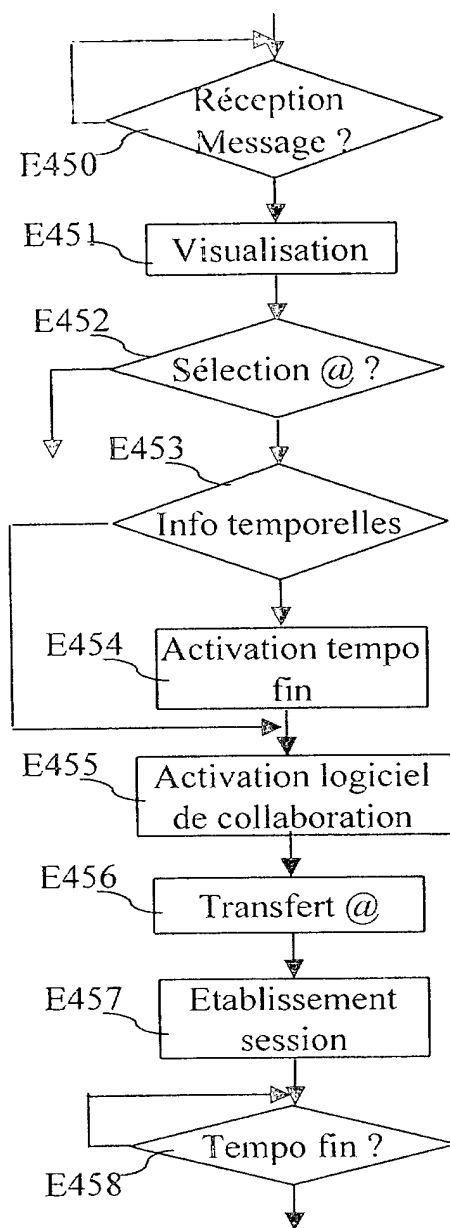 Réception
Message ?
E450
E451
Visualisation
E452
Sélection @ ?
E453
Info temporelles
E454
Activation tempo
fin
E455
Activation logiciel
de collaboration
E456
Transfert @
E457
Etablissement
session
Tempo fin ?
E458